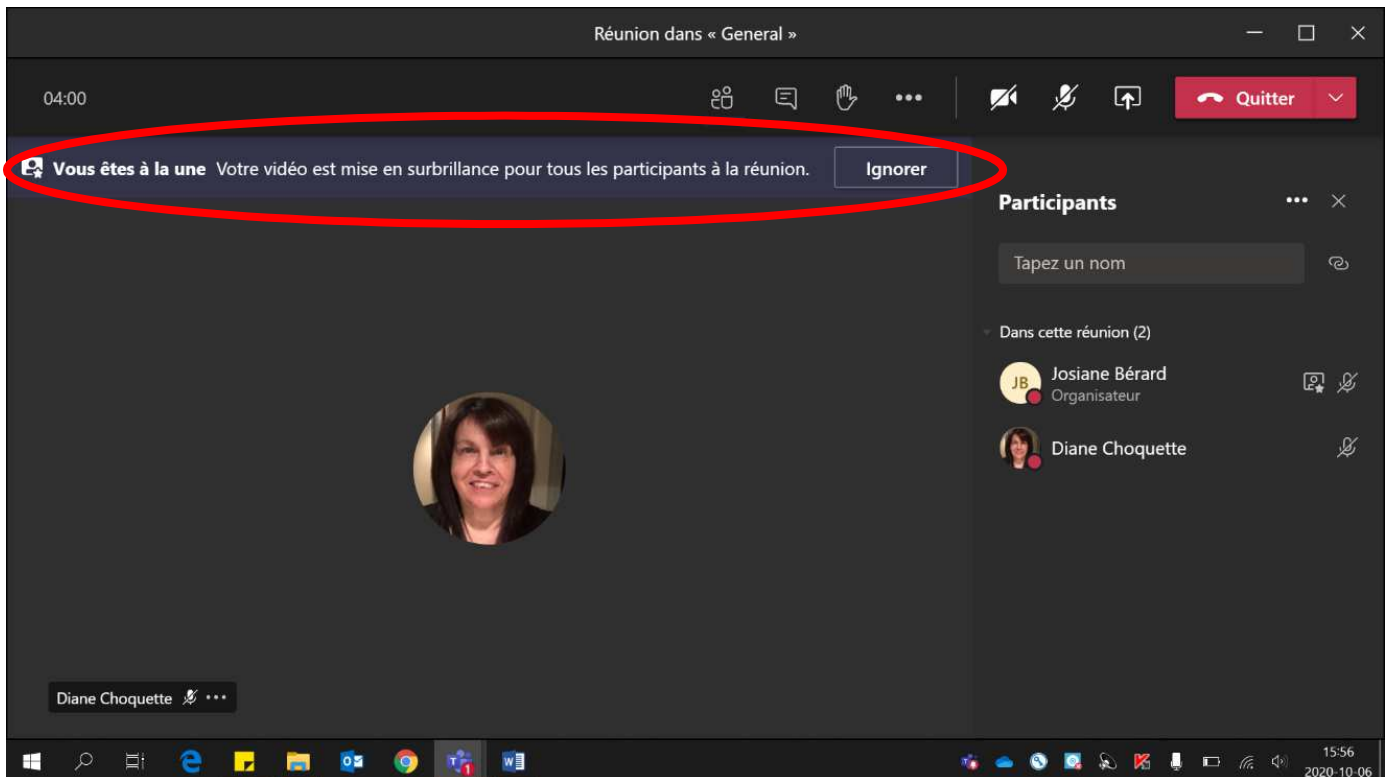 Réunion dans « General »
04:00
Quitter
Vous êtes à la une Votre vidéo est mise en surbrillance pour tous les participants à la réunion. Ignorer
Participants
Tapez un nom
Dans cette réunion (2)
JB Josiane Bérard
Organisateur
Diane Choquette
Diane Choquette
15:56
2020-10-06